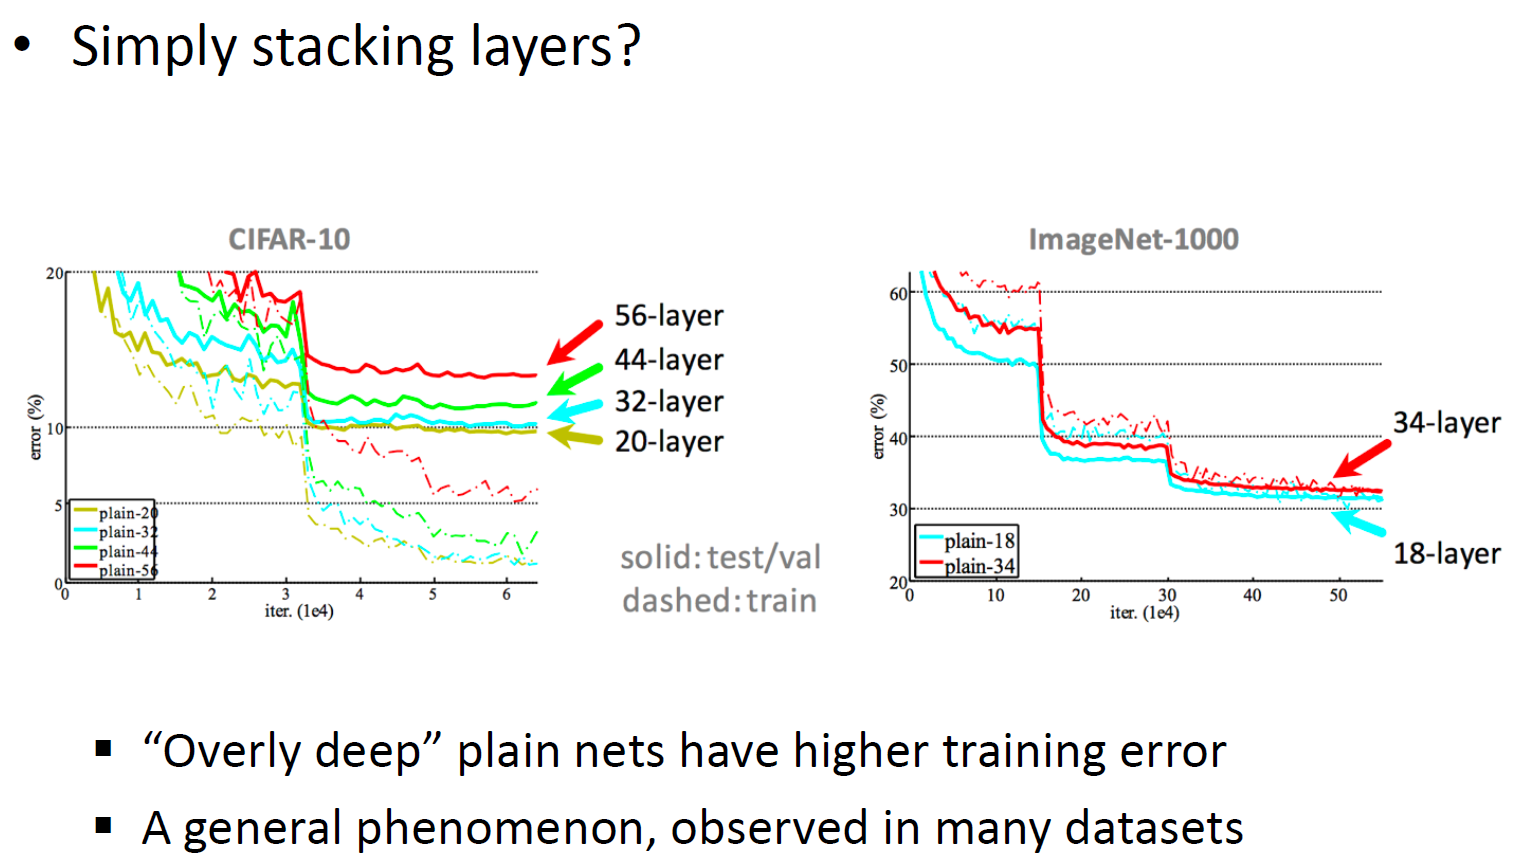 • Simply stacking layers?
CIFAR-10
20
10
5
0
error (%)
plain-20
plain-32
plain-44
plain-56
0 1 2 3 4 5 6
iter. (1e4)
56-layer
44-layer
32-layer
20-layer
solid: test/val
dashed: train
ImageNet-1000
60
50
40
30
20
error (%)
plain-18
plain-34
0 10 20 30 40 50
iter. (1e4)
34-layer
18-layer
▪ “Overly deep” plain nets have higher training error
▪ A general phenomenon, observed in many datasets